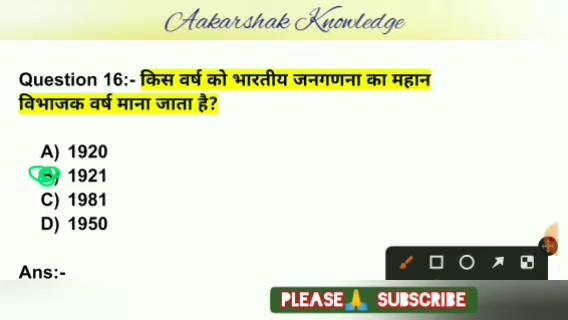 Aakarshak Knowledge
Question 16:- किस वर्ष को भारतीय जनगणना का महान
विभाजक वर्ष माना जाता है?
A) 1920
1921
C) 1981
D) 1950
Ans:-
PLEASE🙏 SUBSCRIBE